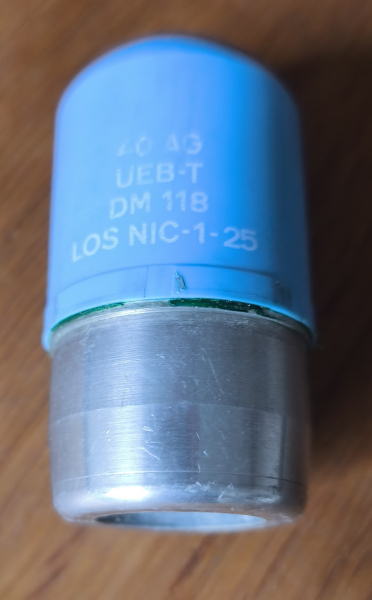 40 AG
UEB-T
DM 118
LOS NIC-1-25